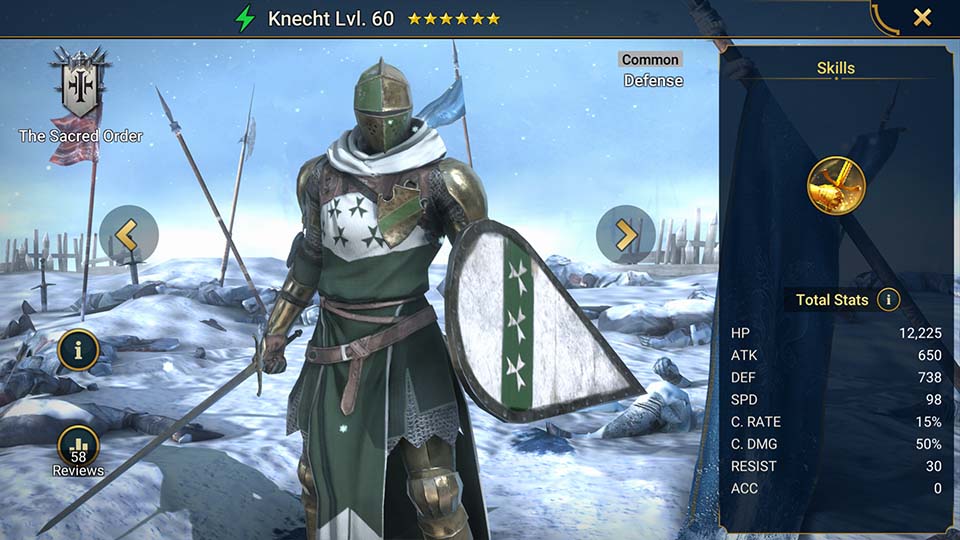 Knecht Lvl. 60
The Sacred Order
Common
Defense
58
Reviews
Skills
Total Stats i
HP 12,225
ATK 650
DEF 738
SPD 98
C. RATE 15%
C. DMG 50%
RESIST 30
ACC 0